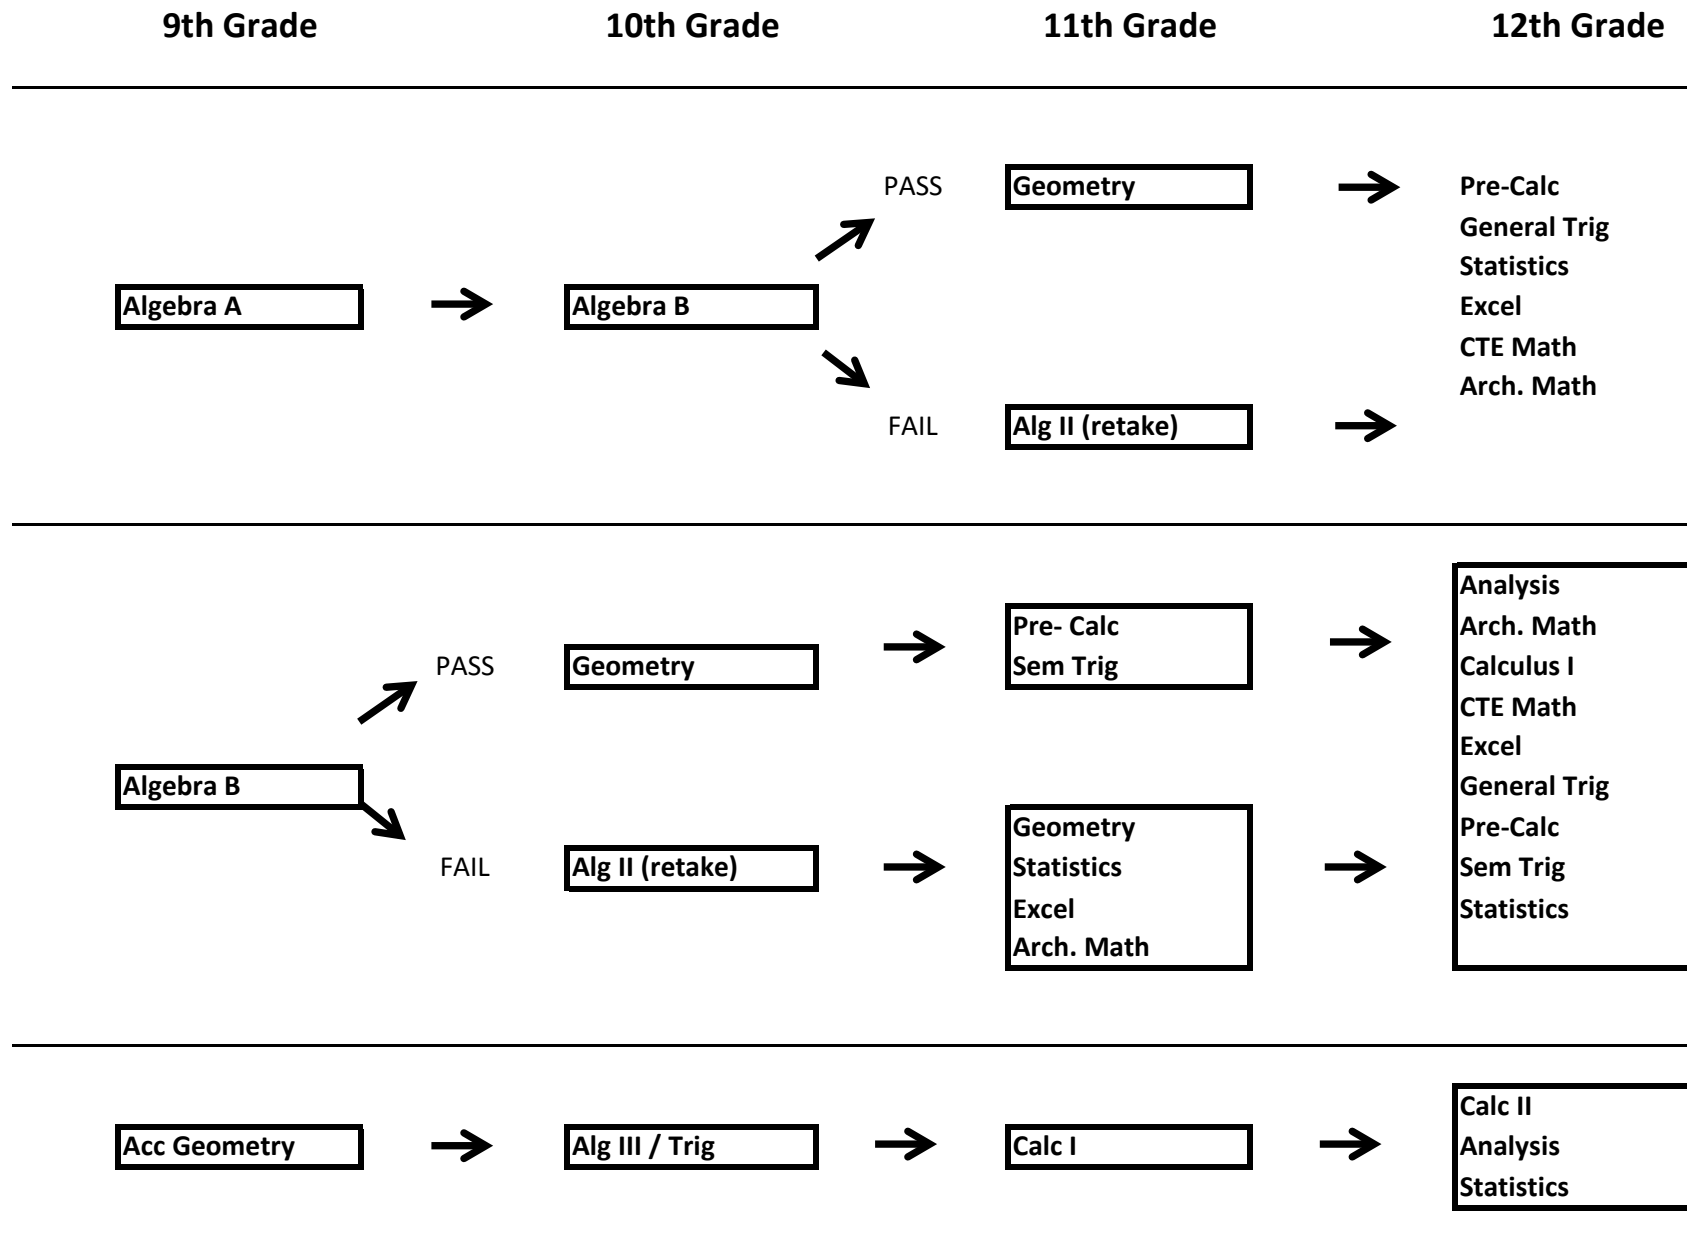 9th Grade 10th Grade 11th Grade 12th Grade
PASS Geometry Pre-Calc
General Trig
Statistics
Algebra A Algebra B Excel
CTE Math
Arch. Math
FAIL Alg II (retake)
Analysis
Pre- Calc Arch. Math
PASS Geometry Sem Trig Calculus I
CTE Math
Excel
Algebra B General Trig
Geometry Pre-Calc
FAIL Alg II (retake) Statistics Sem Trig
Excel Statistics
Arch. Math
Calc II
Acc Geometry Alg III / Trig Calc I Analysis
Statistics